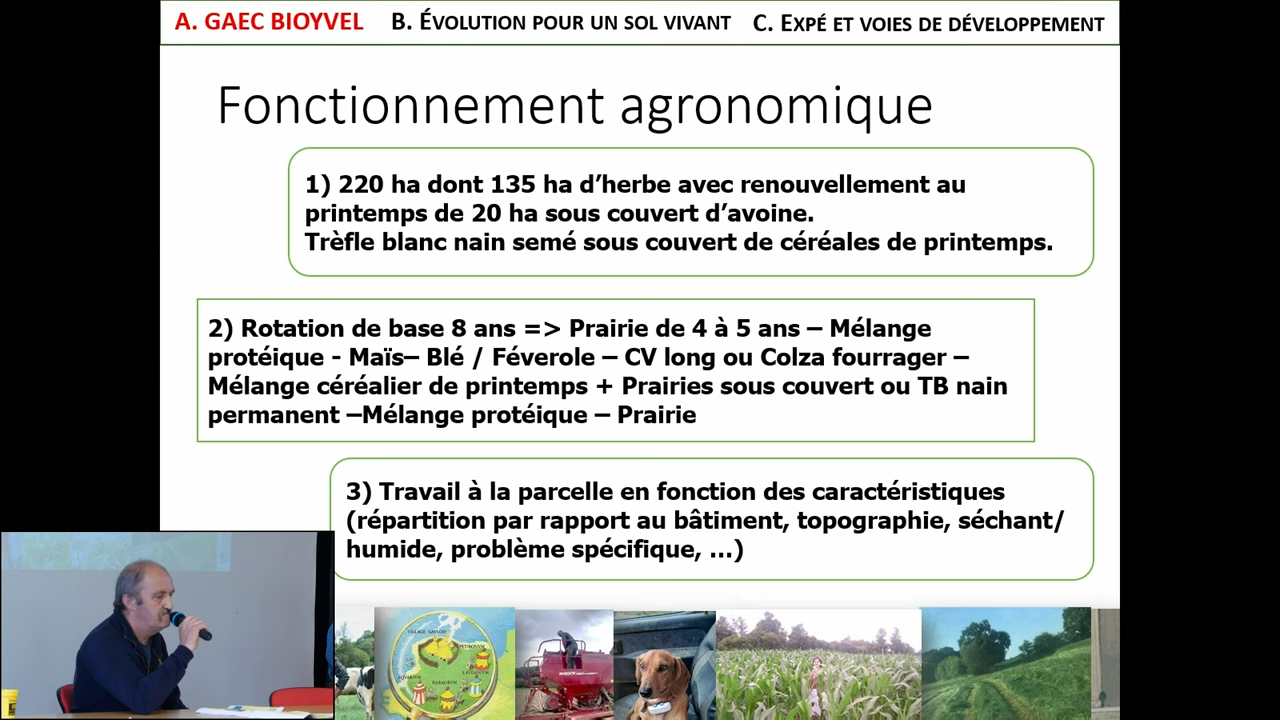 A. GAEC BIOYVEL B. ÉVOLUTION POUR UN SOL VIVANT C. EXPÉ ET VOIES DE DÉVELOPPEMENT
Fonctionnement agronomique
1) 220 ha dont 135 ha d’herbe avec renouvellement au
printemps de 20 ha sous couvert d’avoine.
Trèfle blanc nain semé sous couvert de céréales de printemps.
2) Rotation de base 8 ans => Prairie de 4 à 5 ans – Mélange
protéique - Maïs– Blé / Féverole – CV long ou Colza fourrager –
Mélange céréalier de printemps + Prairies sous couvert ou TB nain
permanent –Mélange protéique – Prairie
3) Travail à la parcelle en fonction des caractéristiques
(répartition par rapport au bâtiment, topographie, séchant/
humide, problème spécifique, ...)
VILLAGE GAULOIS
BABAORUM
LAUDANUM